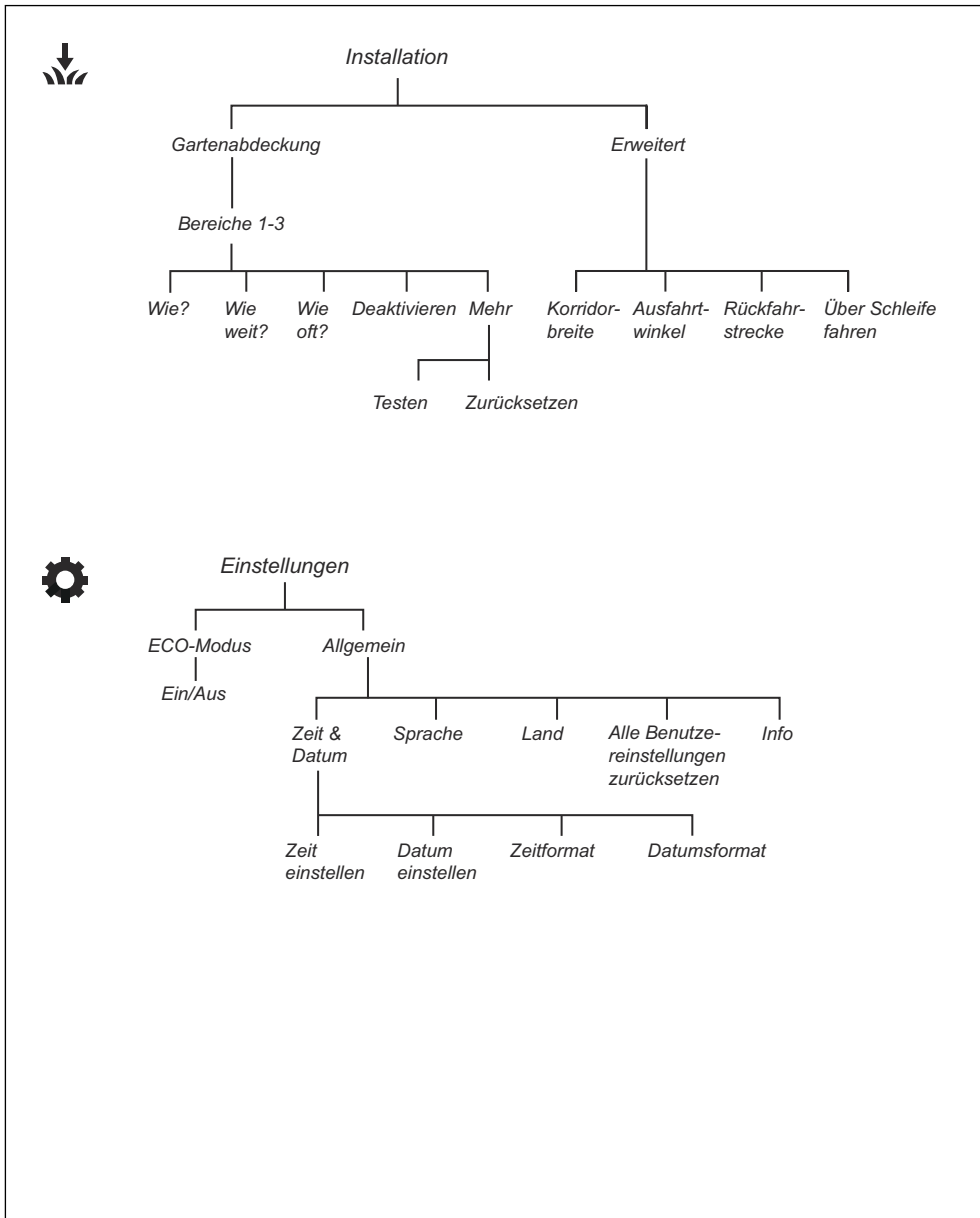 Installation
Gartenabdeckung
Erweitert
Bereiche 1-3
Wie?
Wie
weit?
Wie
oft?
Deaktivieren
Mehr
Korridor-
breite
Ausfahrt-
winkel
Rückfahr-
strecke
Über Schleife
fahren
Testen
Zurücksetzen
Einstellungen
ECO-Modus
Allgemein
Ein/Aus
Zeit &
Datum
Sprache
Land
Alle Benutze-
reinstellungen
zurücksetzen
Info
Zeit
einstellen
Datum
einstellen
Zeitformat
Datumsformat